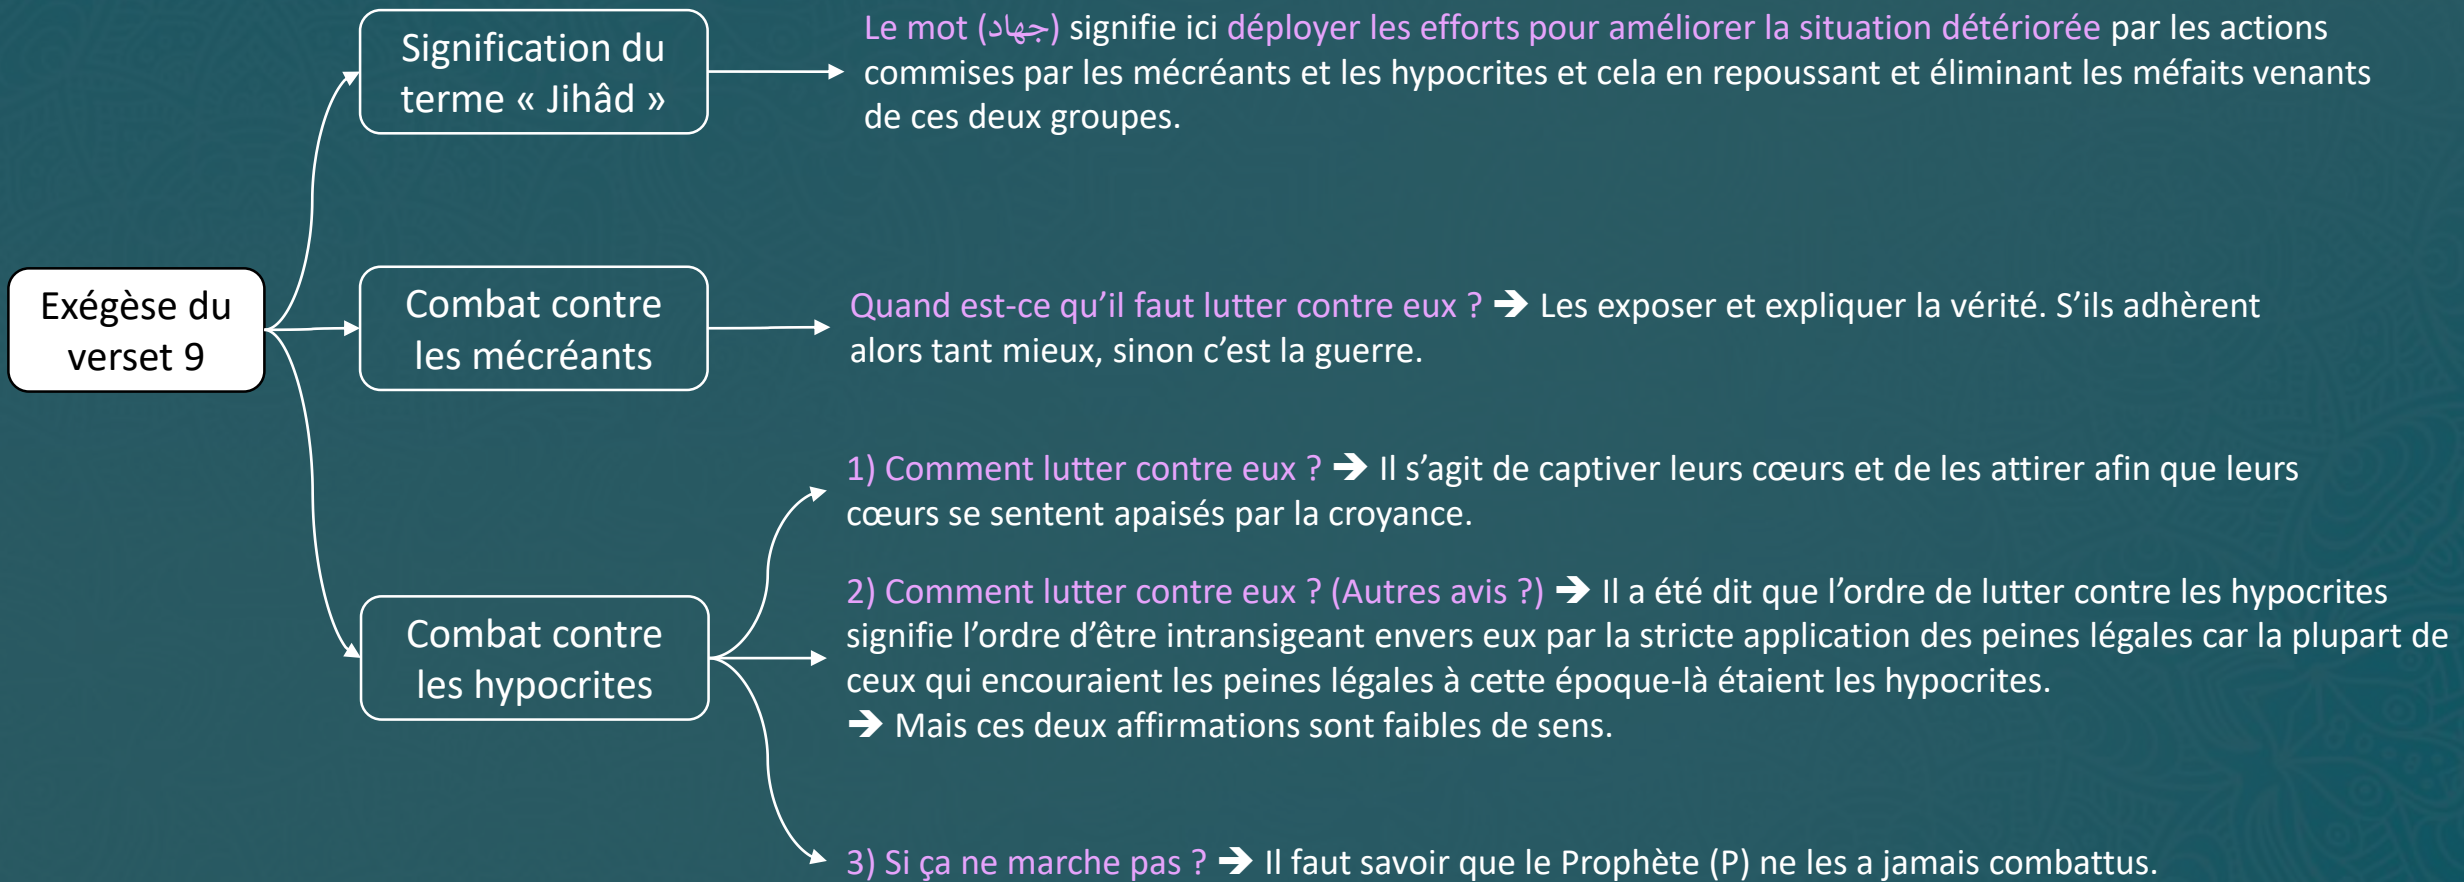 Exégèse du
verset 9
Signification du
terme « Jihâd »
Le mot (جهاد) signifie ici déployer les efforts pour améliorer la situation détériorée par les actions
commises par les mécréants et les hypocrites et cela en repoussant et éliminant les méfaits venants
de ces deux groupes.
Combat contre
les mécréants
Quand est-ce qu’il faut lutter contre eux ? ➔ Les exposer et expliquer la vérité. S’ils adhèrent
alors tant mieux, sinon c’est la guerre.
Combat contre
les hypocrites
1) Comment lutter contre eux ? ➔ Il s’agit de captiver leurs cœurs et de les attirer afin que leurs
cœurs se sentent apaisés par la croyance.
2) Comment lutter contre eux ? (Autres avis ?) ➔ Il a été dit que l’ordre de lutter contre les hypocrites
signifie l’ordre d’être intransigeant envers eux par la stricte application des peines légales car la plupart de
ceux qui encouraient les peines légales à cette époque-là étaient les hypocrites.
➔ Mais ces deux affirmations sont faibles de sens.
3) Si ça ne marche pas ? ➔ Il faut savoir que le Prophète (P) ne les a jamais combattus.